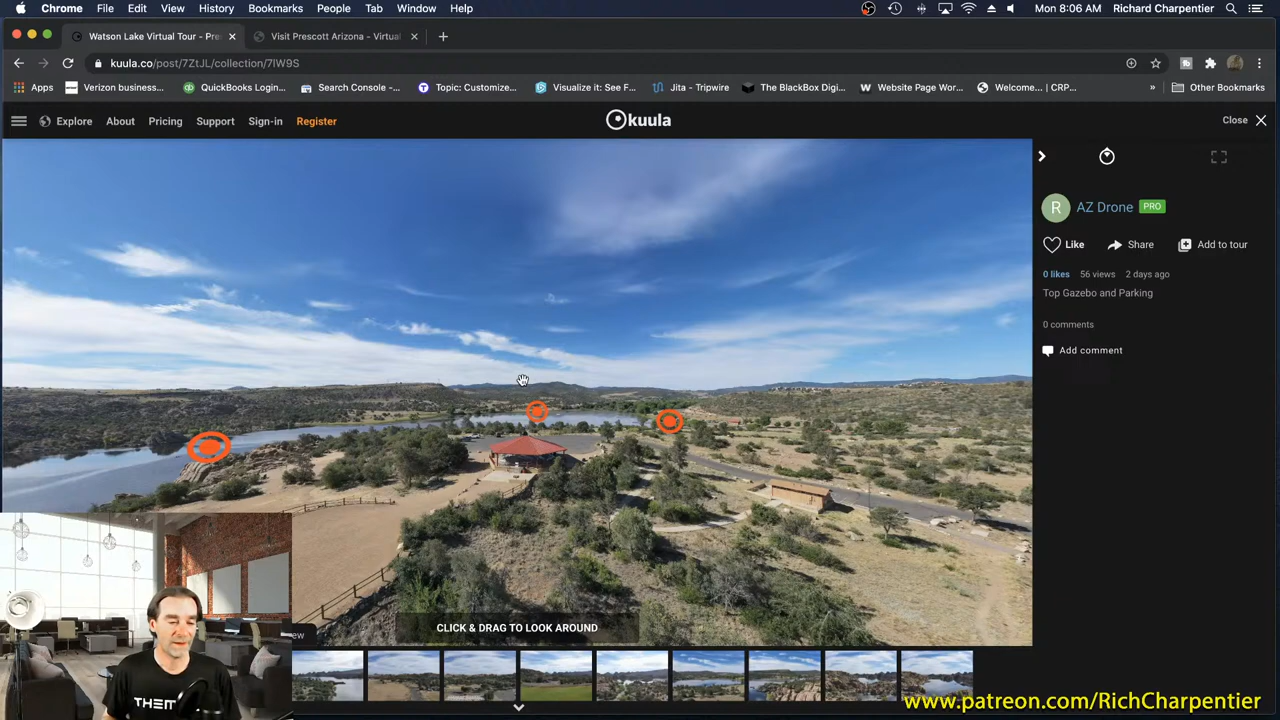 Chrome File Edit View History Bookmarks People Tab Window Help Mon 8:06 AM Richard Charpentier
Watson Lake Virtual Tour - Pre Visit Prescott Arizona - Virtual
kuula.co/post/7ZtJL/collection/7lW9S
Apps Verizon business... QuickBooks Login... Search Console -... Topic: Customize... Visualize it: See F... Jita - Tripwire The BlackBox Digi... Website Page Wor... Welcome... | CRP... » Other Bookmarks
Explore About Pricing Support Sign-in Register kuula Close
R AZ Drone PRO
Like Share Add to tour
0 likes 56 views 2 days ago
Top Gazebo and Parking
0 comments
Add comment
CLICK & DRAG TO LOOK AROUND
THEM
www.patreon.com/RichCharpentier